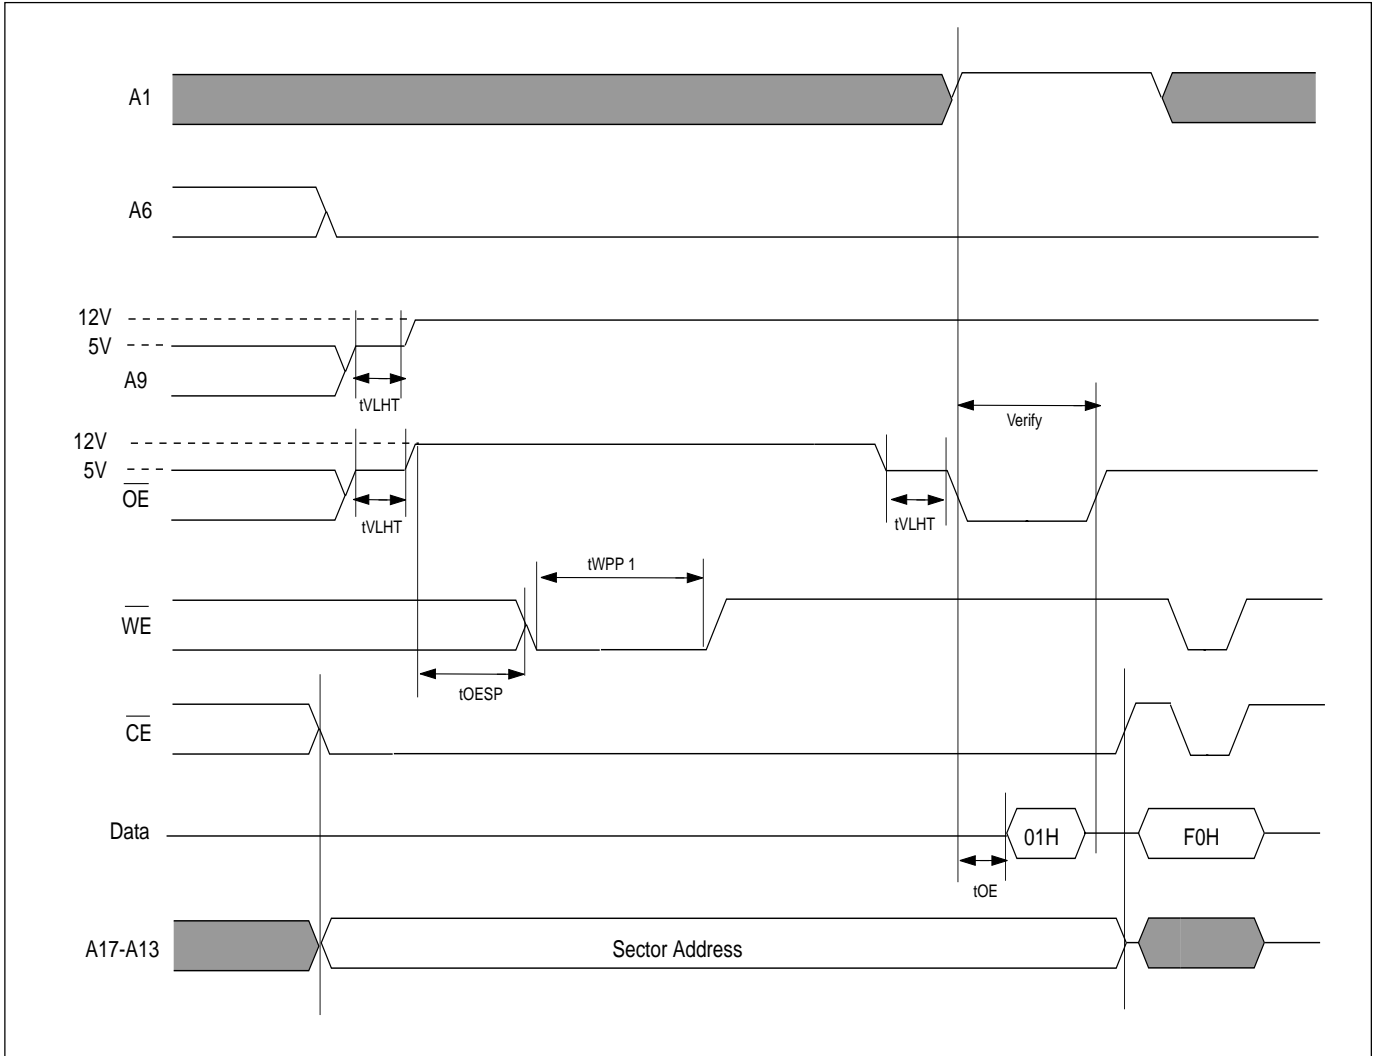 A1
A6
12V
5V
A9
tVLHT
Verify
12V
5V
OE
tVLHT
tVLHT
tWPP 1
WE
tOESP
CE
Data
01H
F0H
tOE
A17-A13
Sector Address